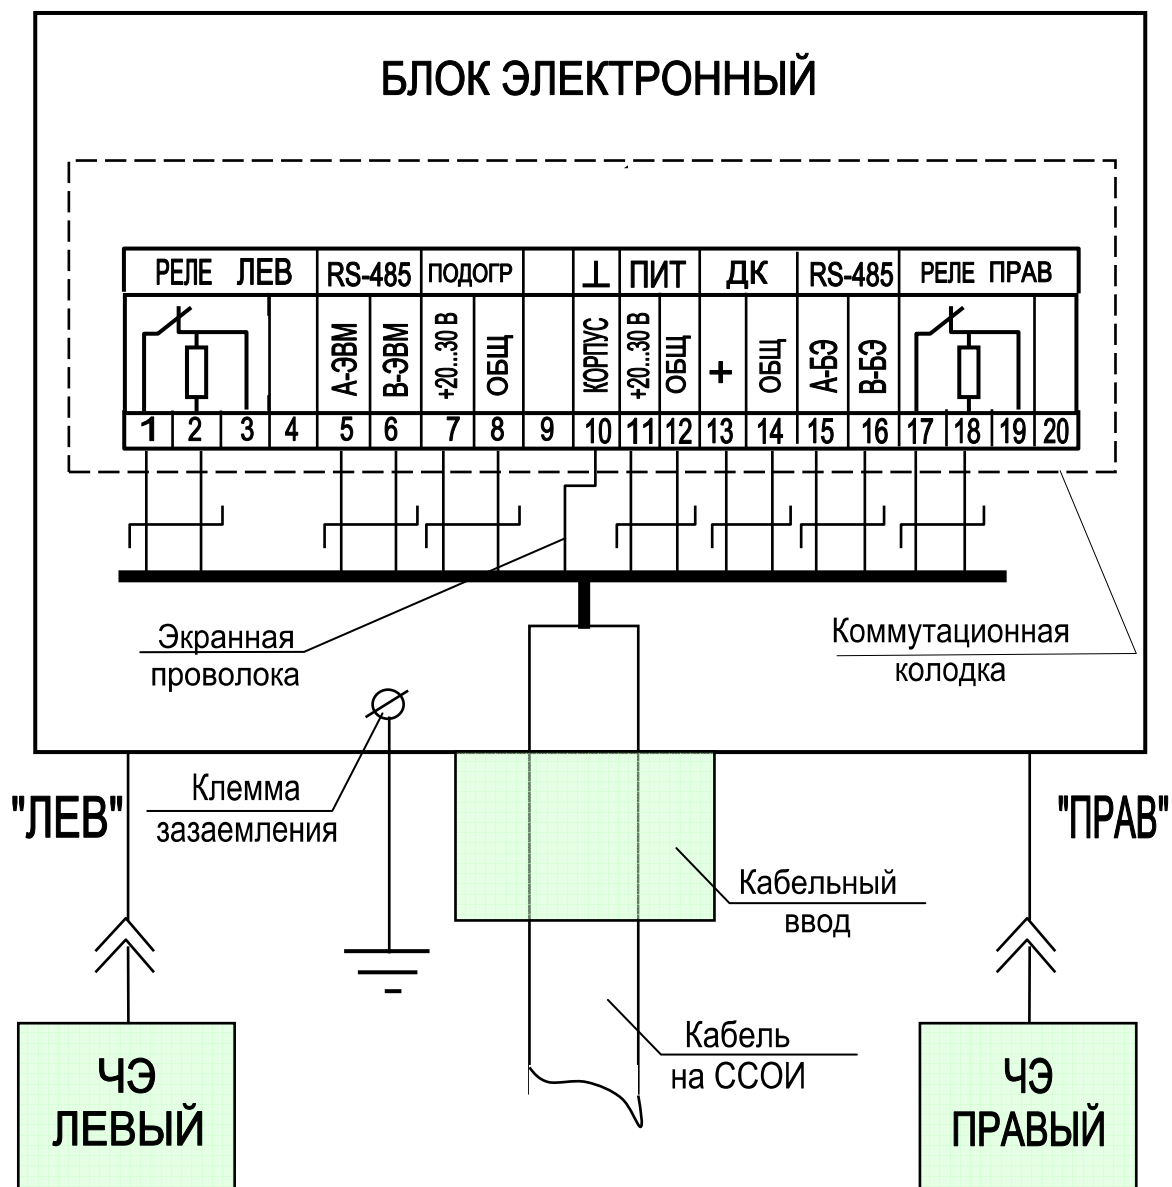 БЛОК ЭЛЕКТРОННЫЙ
РЕЛЕ ЛЕВ RS-485 ПОДОГР ⊥ ПИТ ДК RS-485 РЕЛЕ ПРАВ
А-ЭВМ В-ЭВМ +20...30 В ОБЩ КОРПУС +20...30 В ОБЩ + ОБЩ А-БЭ В-БЭ
1 2 3 4 5 6 7 8 9 10 11 12 13 14 15 16 17 18 19 20
Экранная
проволока
Коммутационная
колодка
"ЛЕВ"
Клемма
зазаемления
"ПРАВ"
Кабельный
ввод
Кабель
на ССОИ
ЧЭ
ЛЕВЫЙ
ЧЭ
ПРАВЫЙ